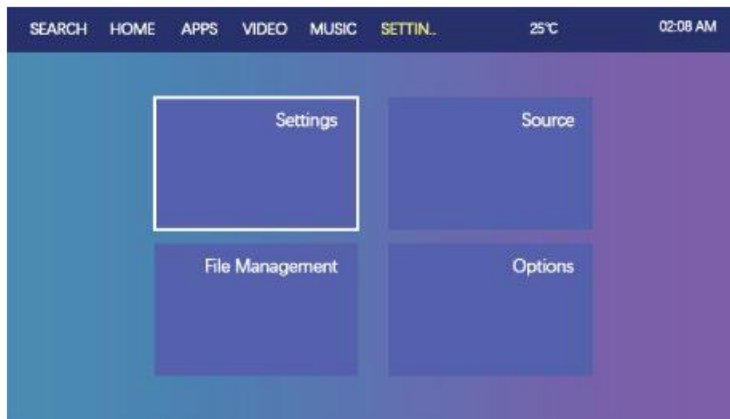 SEARCH HOME APPS VIDEO MUSIC SETTIN.. 25℃ 02:08 AM
Settings Source
File Management Options